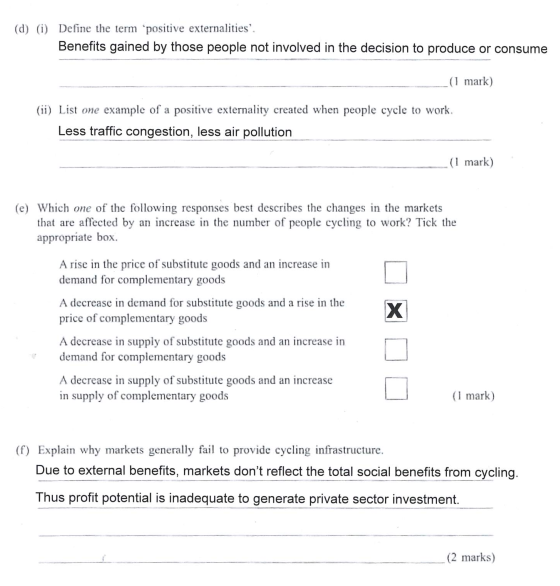 (d) (i) Define the term 'positive externalities'.
Benefits gained by those people not involved in the decision to produce or consume
(1 mark)
(ii) List one example of a positive externality created when people cycle to work.
Less traffic congestion, less air pollution
(1 mark)
(e) Which one of the following responses best describes the changes in the markets
that are affected by an increase in the number of people cycling to work? Tick the
appropriate box.
A rise in the price of substitute goods and an increase in
demand for complementary goods
A decrease in demand for substitute goods and a rise in the
price of complementary goods
X
A decrease in supply of substitute goods and an increase in
demand for complementary goods
A decrease in supply of substitute goods and an increase
in supply of complementary goods
(1 mark)
(f) Explain why markets generally fail to provide cycling infrastructure.
Due to external benefits, markets don't reflect the total social benefits from cycling.
Thus profit potential is inadequate to generate private sector investment.
(2 marks)